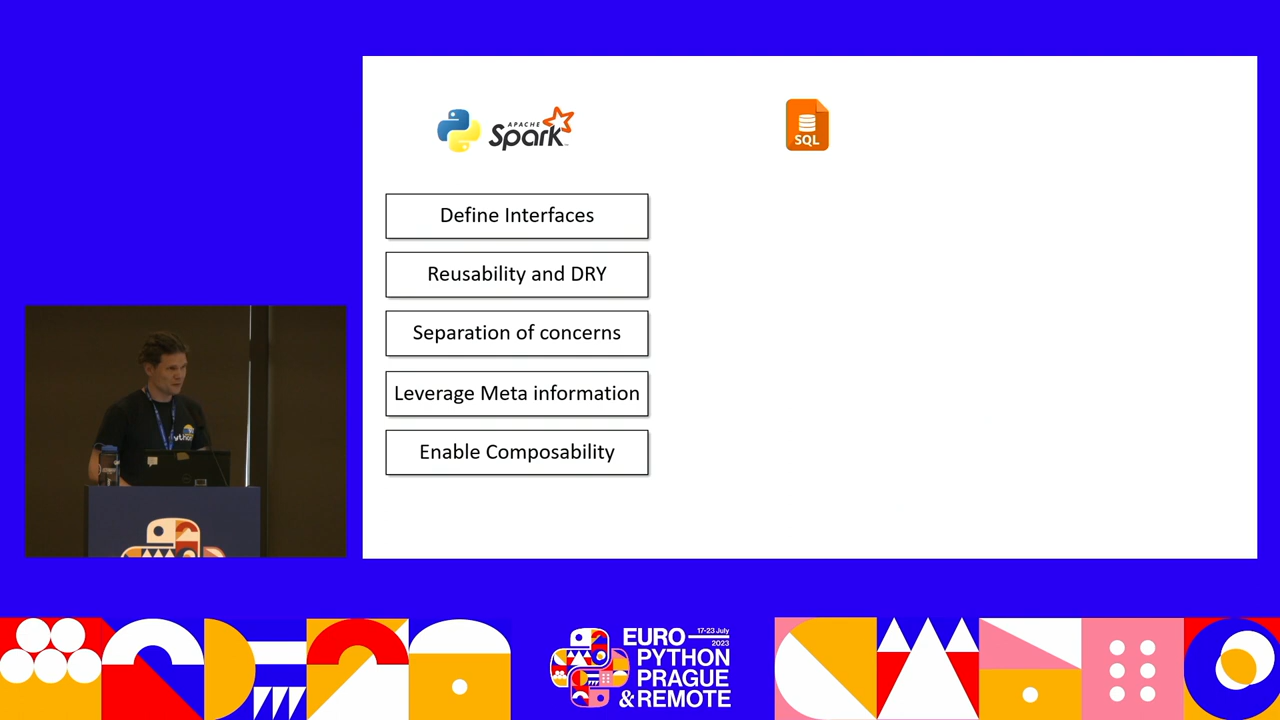 APACHE
Spark
SQL
Define Interfaces
Reusability and DRY
Separation of concerns
Leverage Meta information
Enable Composability
17-23 July
2023
EURO
PYTHON
PRAGUE
& REMOTE